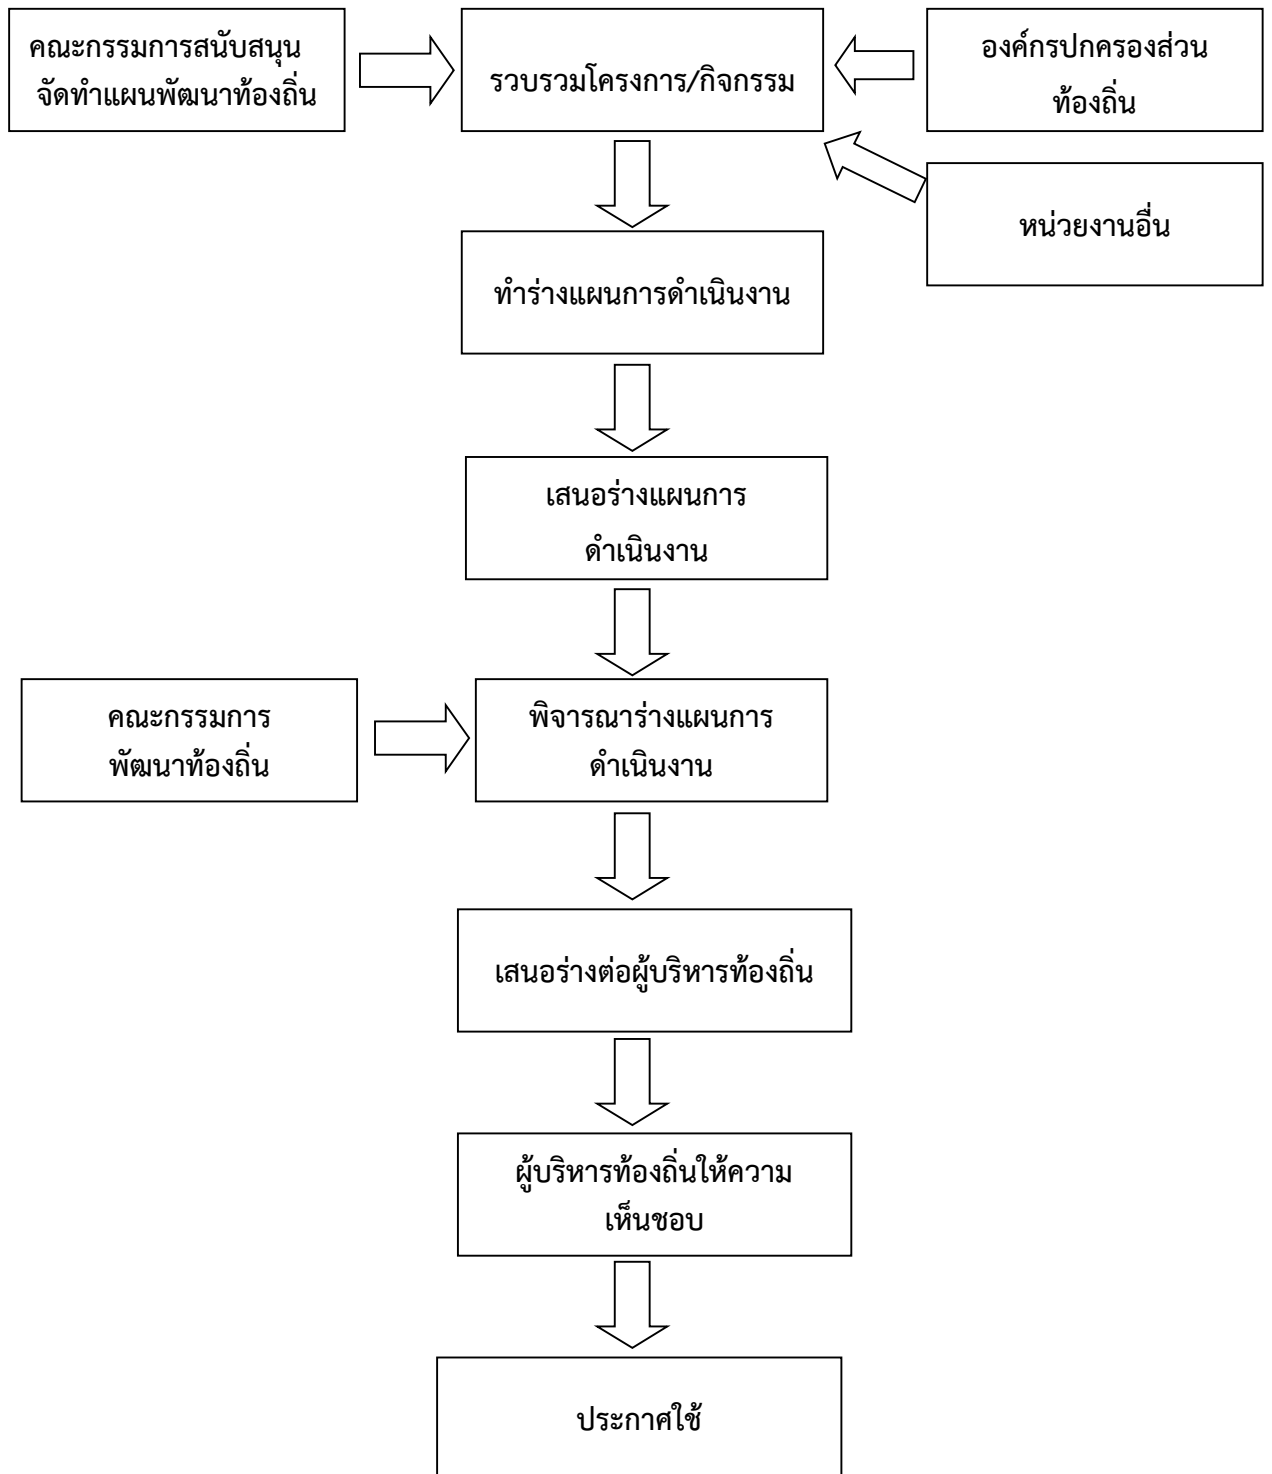 คณะกรรมการสนับสนุน
จัดทำแผนพัฒนาท้องถิ่น
รวบรวมโครงการ/กิจกรรม
องค์กรปกครองส่วน
ท้องถิ่น
หน่วยงานอื่น
ทำร่างแผนการดำเนินงาน
เสนอร่างแผนการ
ดำเนินงาน
คณะกรรมการ
พัฒนาท้องถิ่น
พิจารณาร่างแผนการ
ดำเนินงาน
เสนอร่างต่อผู้บริหารท้องถิ่น
ผู้บริหารท้องถิ่นให้ความ
เห็นชอบ
ประกาศใช้